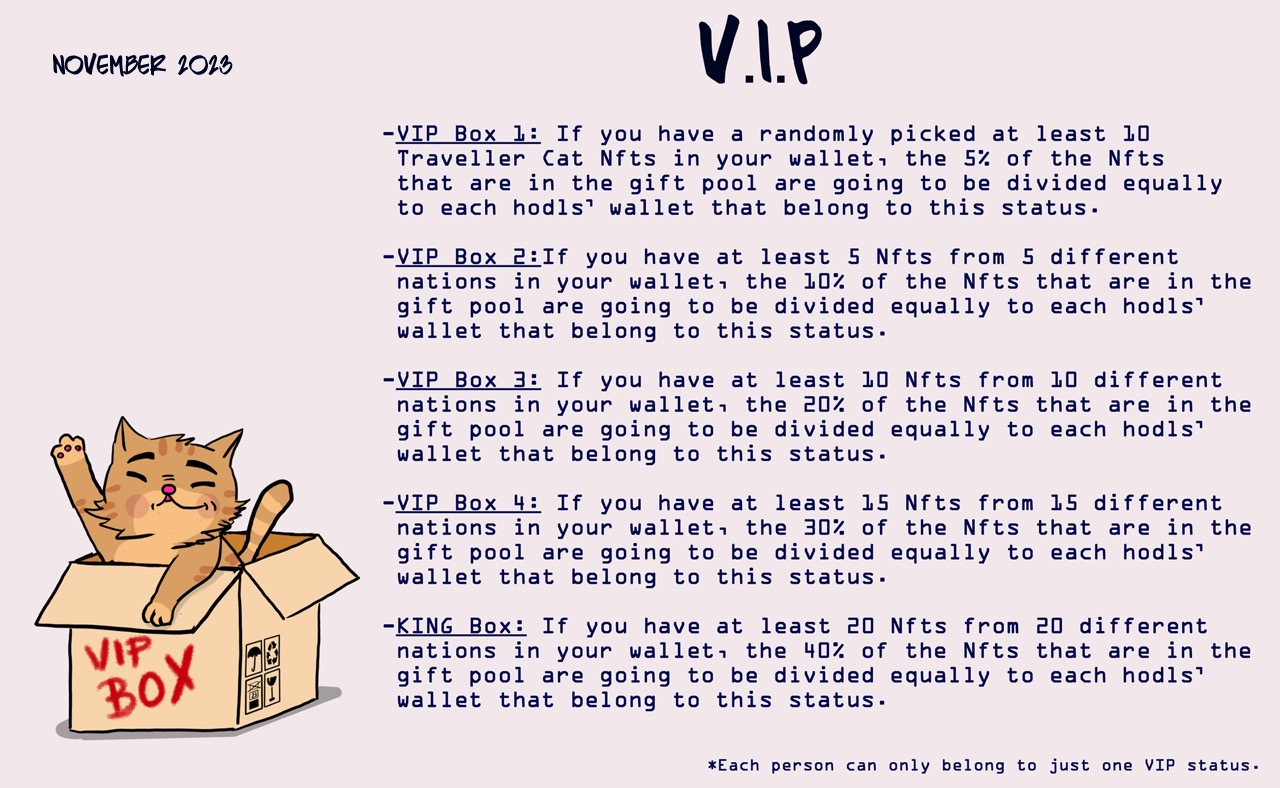 NOVEMBER 2023
V.I.P
-VIP Box 1: If you have a randomly picked at least 10
Traveller Cat Nfts in your wallet, the 5% of the Nfts
that are in the gift pool are going to be divided equally
to each hodls' wallet that belong to this status.
-VIP Box 2:If you have at least 5 Nfts from 5 different
nations in your wallet, the 10% of the Nfts that are in the
gift pool are going to be divided equally to each hodls'
wallet that belong to this status.
-VIP Box 3: If you have at least 10 Nfts from 10 different
nations in your wallet, the 20% of the Nfts that are in the
gift pool are going to be divided equally to each hodls'
wallet that belong to this status.
-VIP Box 4: If you have at least 15 Nfts from 15 different
nations in your wallet, the 30% of the Nfts that are in the
gift pool are going to be divided equally to each hodls'
wallet that belong to this status.
-KING Box: If you have at least 20 Nfts from 20 different
nations in your wallet, the 40% of the Nfts that are in the
gift pool are going to be divided equally to each hodls'
wallet that belong to this status.
VIP
BOX
*Each person can only belong to just one VIP status.